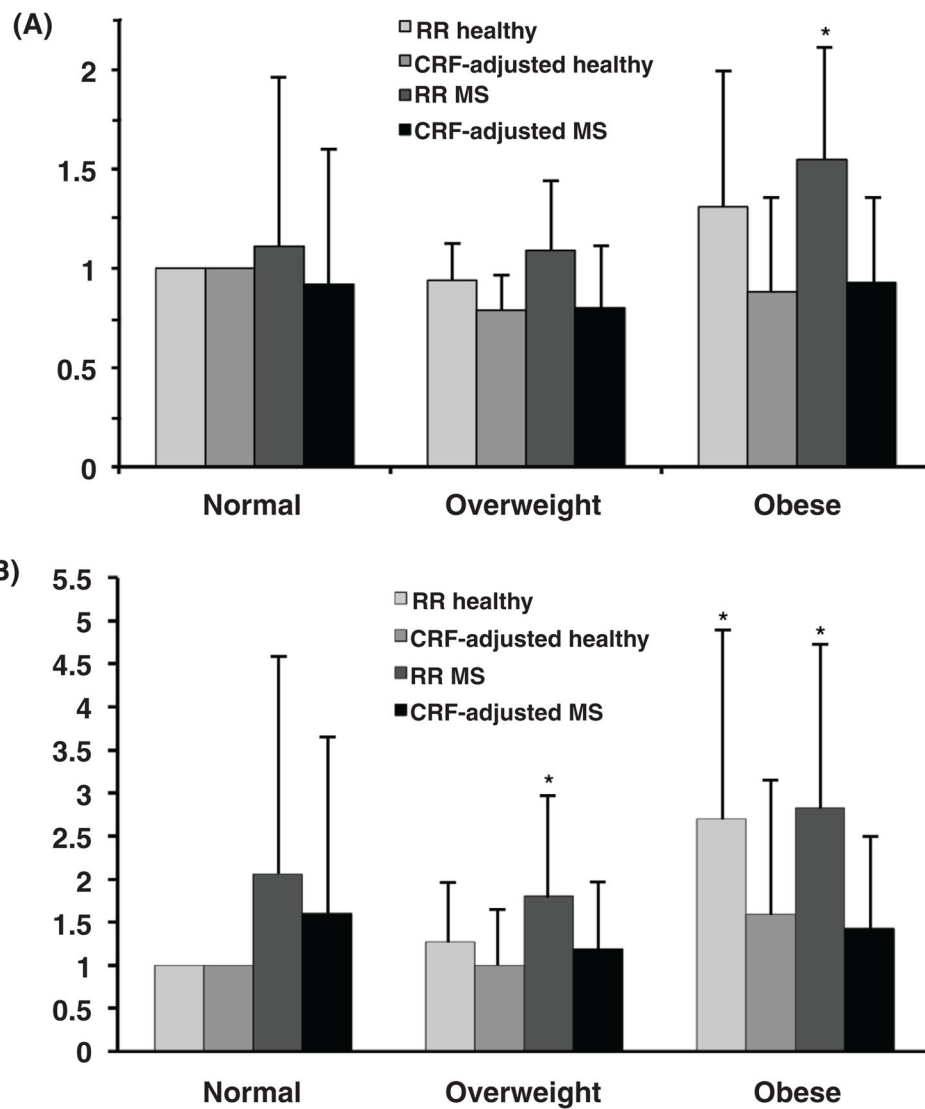 (A)
RR healthy
CRF-adjusted healthy
RR MS
CRF-adjusted MS
*
2
1.5
1
0.5
0
Normal Overweight Obese
B)
RR healthy
CRF-adjusted healthy
RR MS
CRF-adjusted MS
* * *
5.5
5
4.5
4
3.5
3
2.5
2
1.5
1
0.5
0
Normal Overweight Obese